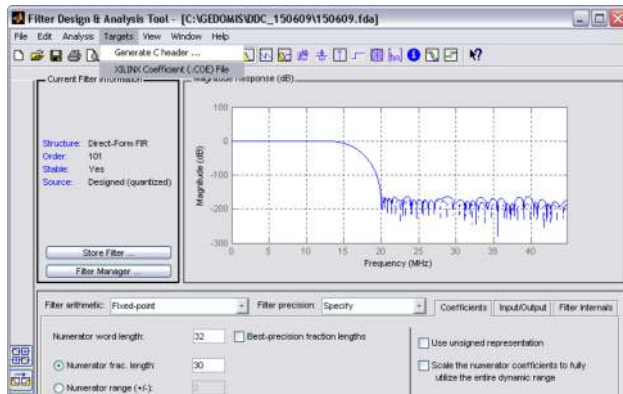 Filter Design & Analysis Tool - [C:\GEDOMIS\DDC_150609\150609.fda]
File Edit Analysis Targets View Window Help
Generate C header ...
XILINX Coefficient (.COE) File
Current Filter Information
Magnitude Response (dB)
Structure: Direct-Form FIR
Order: 101
Stable: Yes
Source: Designed (quantized)
Store Filter ...
Filter Manager ...
Magnitude (dB)
100
0
-100
-200
-300
0 5 10 15 20 25 30 35 40
Frequency (MHz)
Filter arithmetic: Fixed-point Filter precision: Specify Coefficients Input/Output Filter Internals
Numerator word length: 32 Best-precision fraction lengths
Use unsigned representation
Numerator frac. length: 30
Scale the numerator coefficients to fully
utilize the entire dynamic range
Numerator range (+/-):